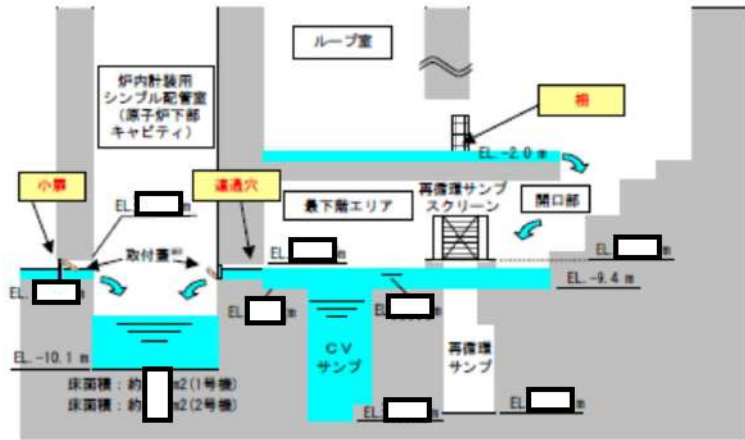 ループ室
炉内計装用
シンブル配管室
(原子炉下部
キャビティ)
柵
EL. -2.0 m
小扉
連通穴
最下階エリア
再循環サンプ
スクリーン
開口部
EL. m
取付蓋
EL. m
EL. m
EL. m
EL. -9.4 m
EL. m
EL. m
EL. -10.1 m
CV
サンプ
再循環
サンプ
床面積:約 m2(1号機)
床面積:約 m2(2号機)
EL. m
EL. m